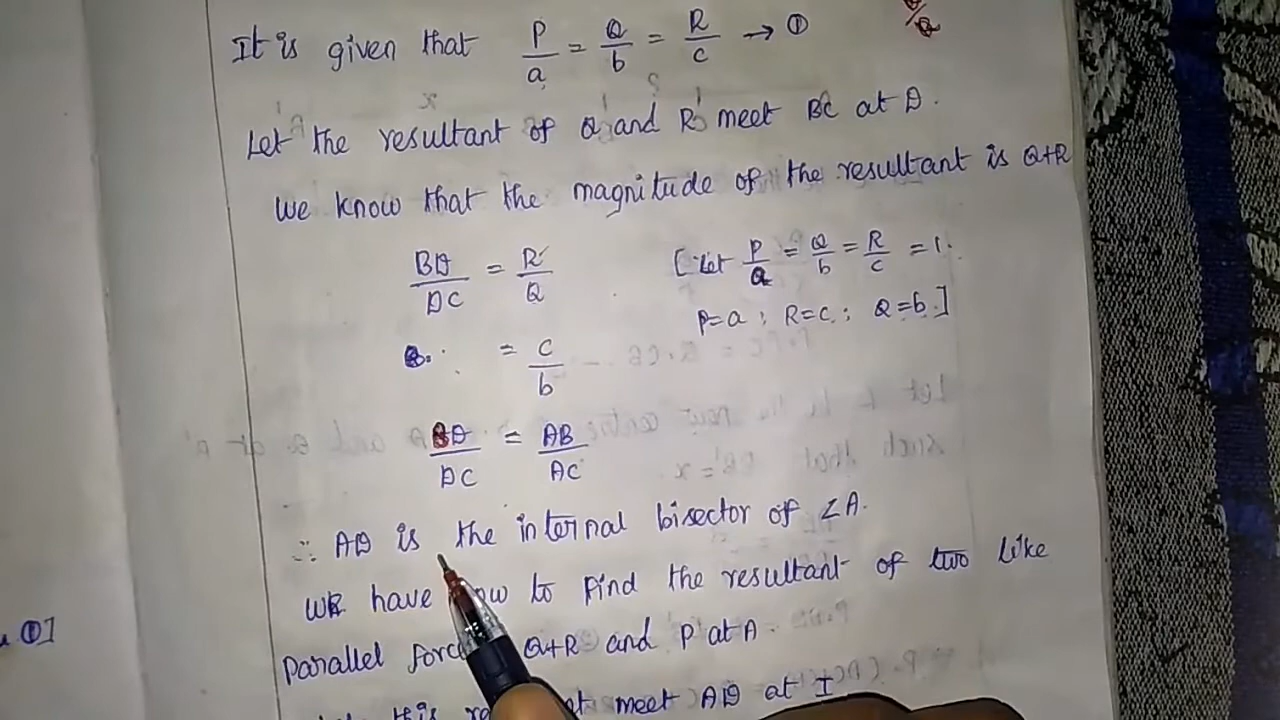 It is given that P/a = Q/b = R/c → ①
Let the resultant of Q and R meet BC at D.
We know that the magnitude of the resultant is Q+R
BD/DC = R/Q [Let P/a = Q/b = R/c = 1.
P=a ; R=c ; Q=b.]
= c/b
BD/DC = AB/AC
∴ AD is the internal bisector of ∠A.
We have to find the resultant of two like
Parallel Q+R and P at A.
this meet AD at I
①]